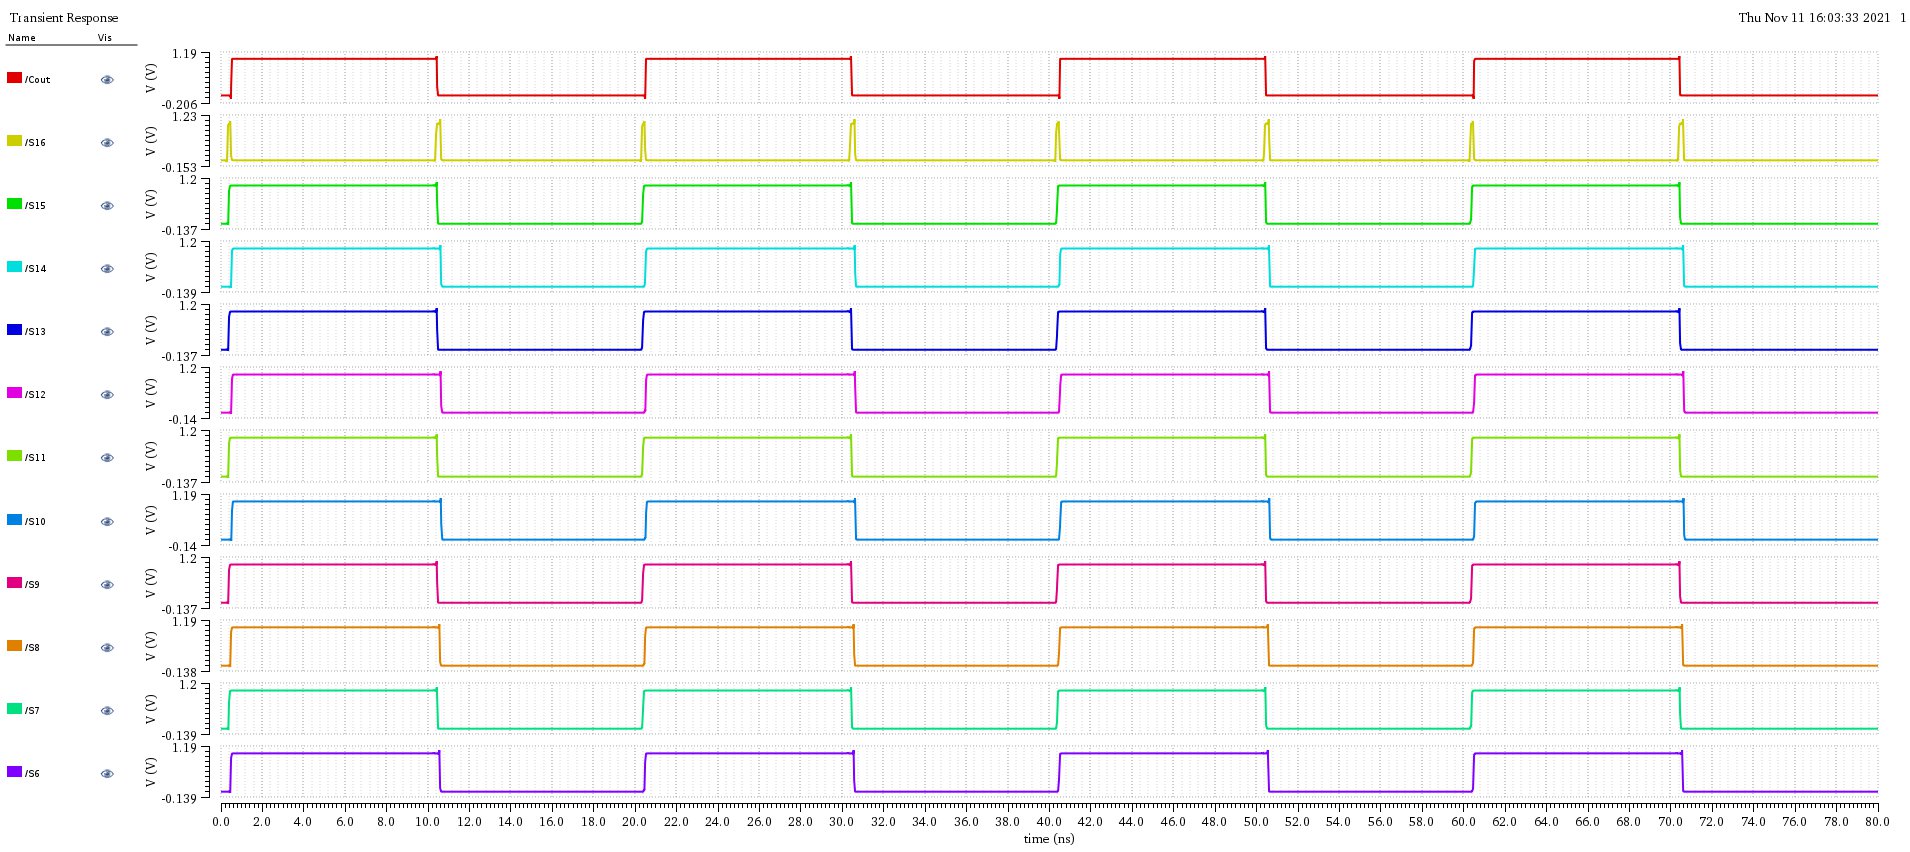 Transient Response
Thu Nov 11 16:03:33 2021 1
Name Vis
/Cout V (V) 1.19 -0.206
/S16 V (V) 1.23 -0.153
/S15 V (V) 1.2 -0.137
/S14 V (V) 1.2 -0.139
/S13 V (V) 1.2 -0.137
/S12 V (V) 1.2 -0.14
/S11 V (V) 1.2 -0.137
/S10 V (V) 1.19 -0.14
/S9 V (V) 1.2 -0.137
/S8 V (V) 1.19 -0.138
/S7 V (V) 1.2 -0.139
/S6 V (V) 1.19 -0.139
0.0 2.0 4.0 6.0 8.0 10.0 12.0 14.0 16.0 18.0 20.0 22.0 24.0 26.0 28.0 30.0 32.0 34.0 36.0 38.0 40.0 42.0 44.0 46.0 48.0 50.0 52.0 54.0 56.0 58.0 60.0 62.0 64.0 66.0 68.0 70.0 72.0 74.0 76.0 78.0 80.0
time (ns)